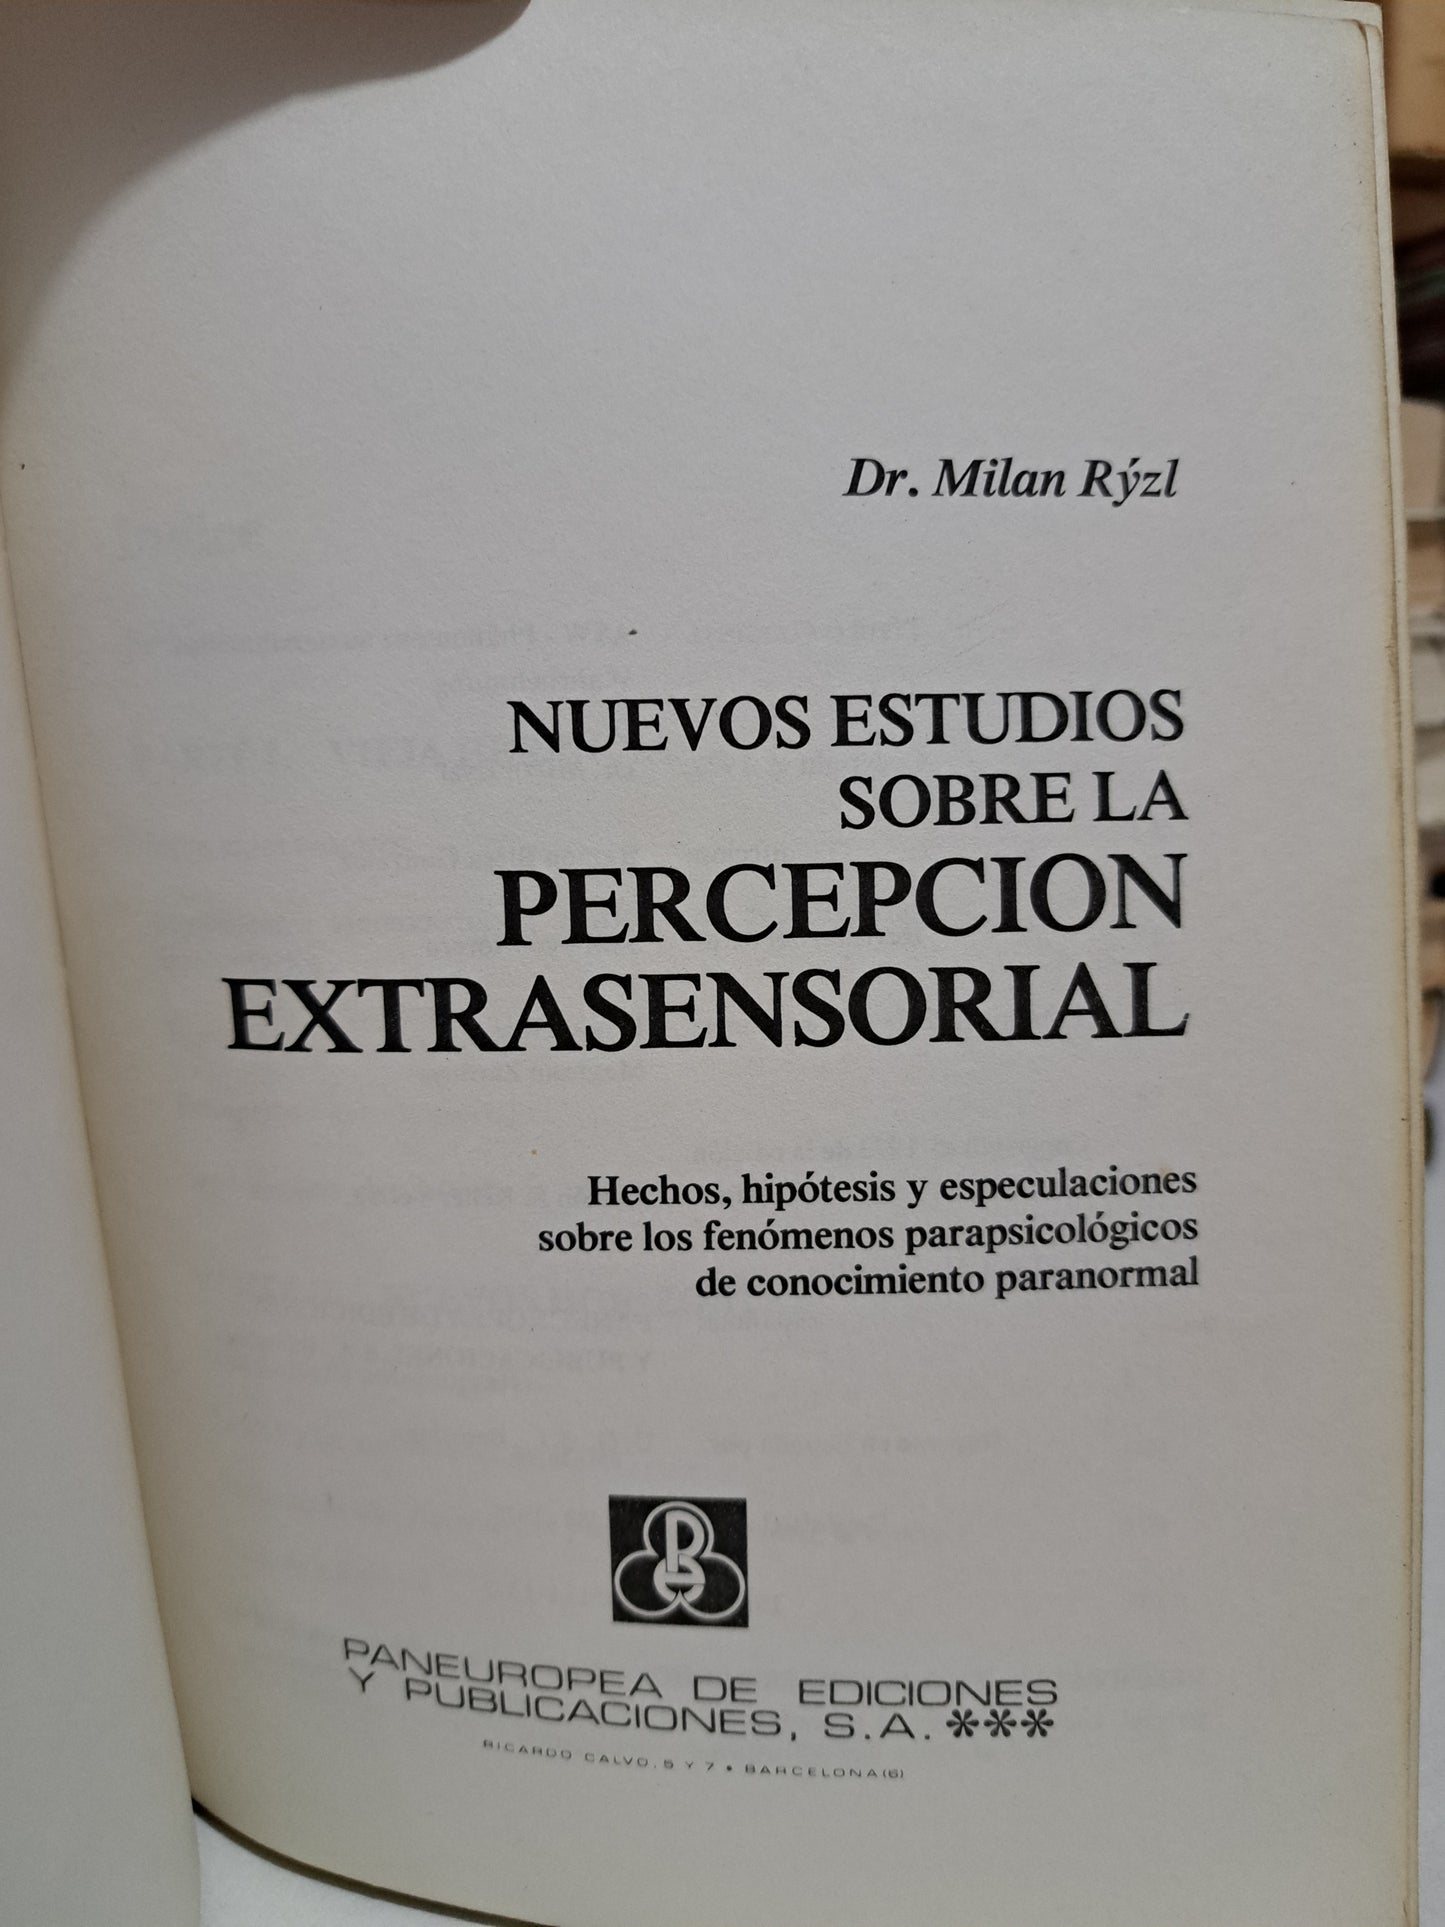 Dr. Milan Rýzl
NUEVOS ESTUDIOS
SOBRE LA
PERCEPCION
EXTRASENSORIAL
Hechos, hipótesis y especulaciones
sobre los fenómenos parapsicológicos
de conocimiento paranormal
PANEUROPEA DE EDICIONES
Y PUBLICACIONES, S.A. ***
RICARDO CALVO, 5 Y 7 • BARCELONA (6)